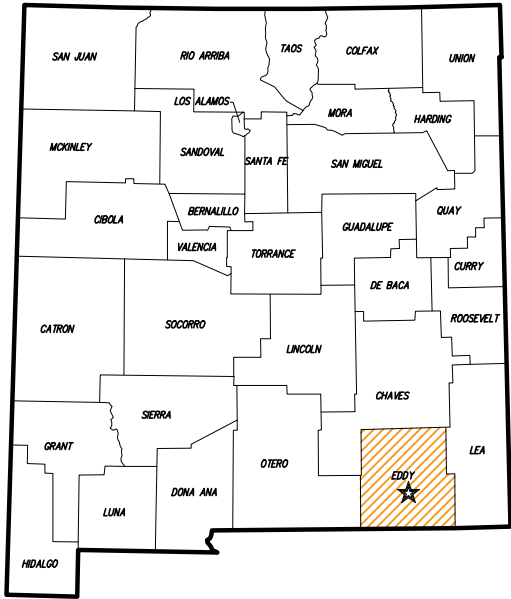 SAN JUAN
RIO ARRIBA
TAOS
COLFAX
UNION
LOS ALAMOS
MORA
HARDING
MCKINLEY
SANDOVAL
SANTA FE
SAN MIGUEL
CIBOLA
BERNALILLO
VALENCIA
TORRANCE
GUADALUPE
QUAY
CURRY
DE BACA
ROOSEVELT
CATRON
SOCORRO
LINCOLN
CHAVES
SIERRA
GRANT
OTERO
EDDY
LEA
DONA ANA
LUNA
HIDALGO